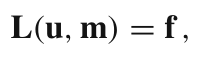 L(u, m) = f ,